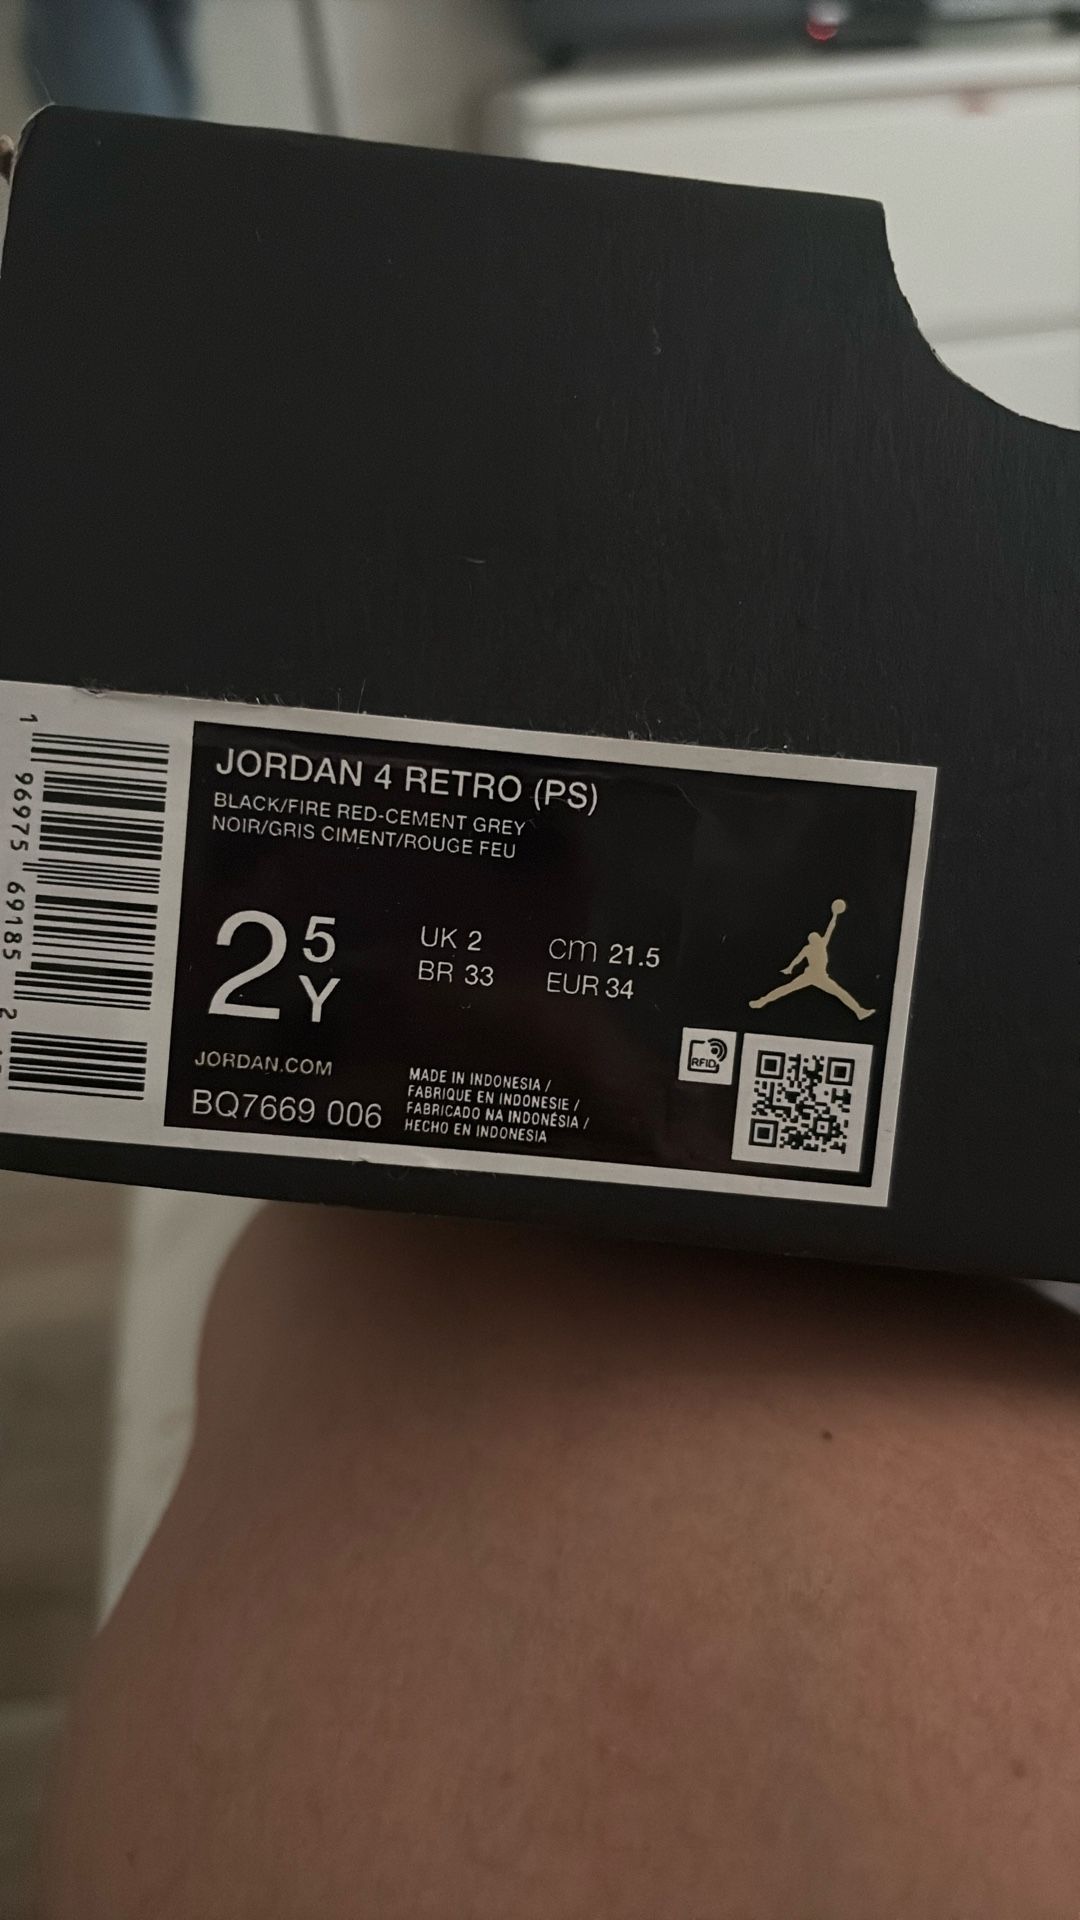 JORDAN 4 RETRO (PS)
BLACK/FIRE RED-CEMENT GREY
NOIR/GRIS CIMENT/ROUGE FEU
2 5 Y
UK 2
BR 33
cm 21.5
EUR 34
JORDAN.COM
BQ7669 006
MADE IN INDONESIA /
FABRIQUE EN INDONESIE /
FABRICADO NA INDONÉSIA /
HECHO EN INDONESIA
RFID
1 96975 69185 2